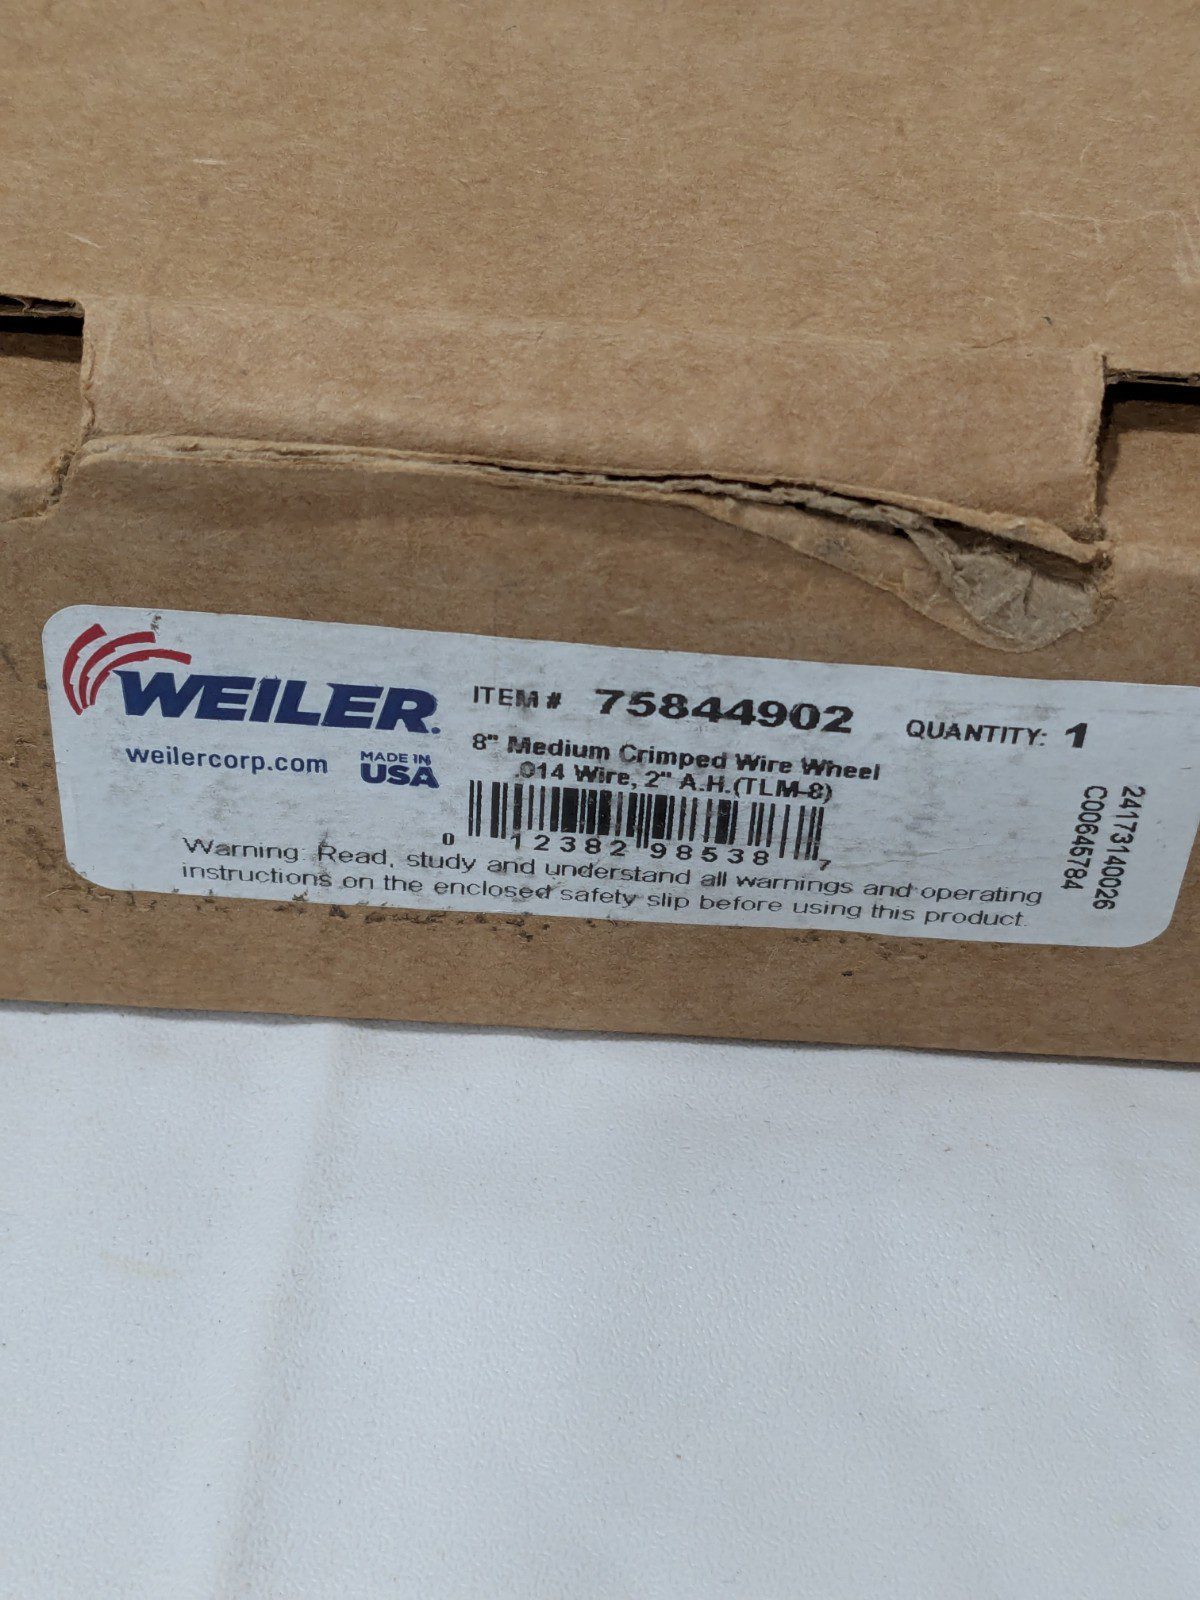 WEILER.
weilercorp.com
MADE IN
USA
ITEM # 75844902
QUANTITY: 1
8" Medium Crimped Wire Wheel
.014 Wire, 2" A.H.(TLM-8)
0 12382 98538 7
Warning: Read, study and understand all warnings and operating
instructions on the enclosed safety slip before using this product.
24173140026
C00645784